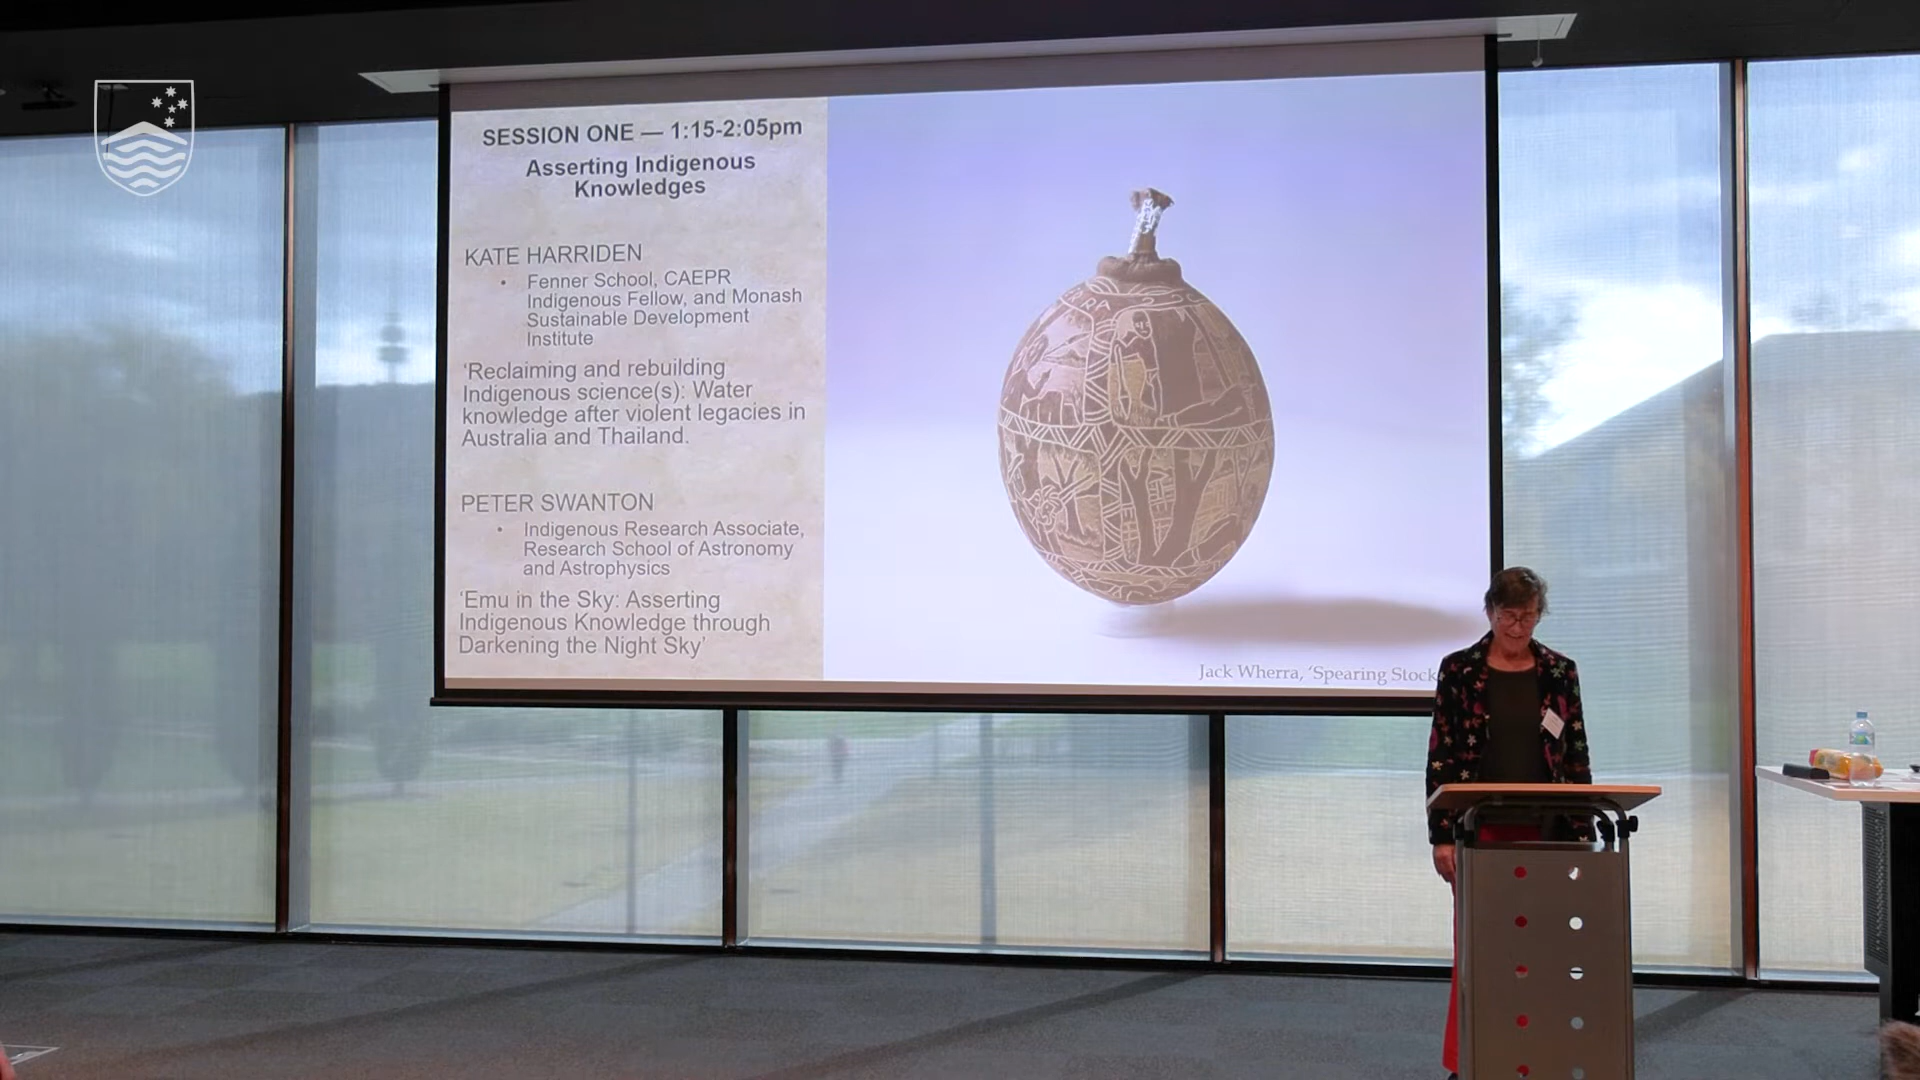 SESSION ONE — 1:15-2:05pm
Asserting Indigenous
Knowledges
KATE HARRIDEN
• Fenner School, CAEPR
Indigenous Fellow, and Monash
Sustainable Development
Institute
‘Reclaiming and rebuilding
Indigenous science(s): Water
knowledge after violent legacies in
Australia and Thailand.
PETER SWANTON
• Indigenous Research Associate,
Research School of Astronomy
and Astrophysics
‘Emu in the Sky: Asserting
Indigenous Knowledge through
Darkening the Night Sky’
Jack Wherra, ‘Spearing Stock